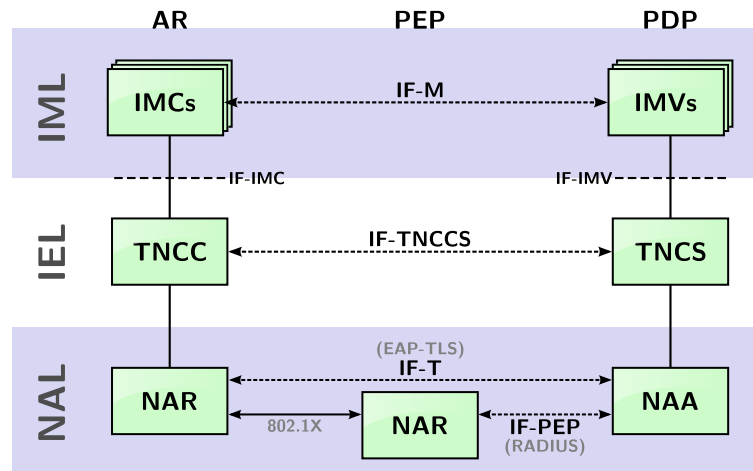 AR PEP PDP
IML
IMCs
IF-M
IMVs
IF-IMC
IF-IMV
IEL
TNCC
IF-TNCCS
TNCS
NAL
(EAP-TLS)
IF-T
NAR
802.1X
NAR
IF-PEP
(RADIUS)
NAA